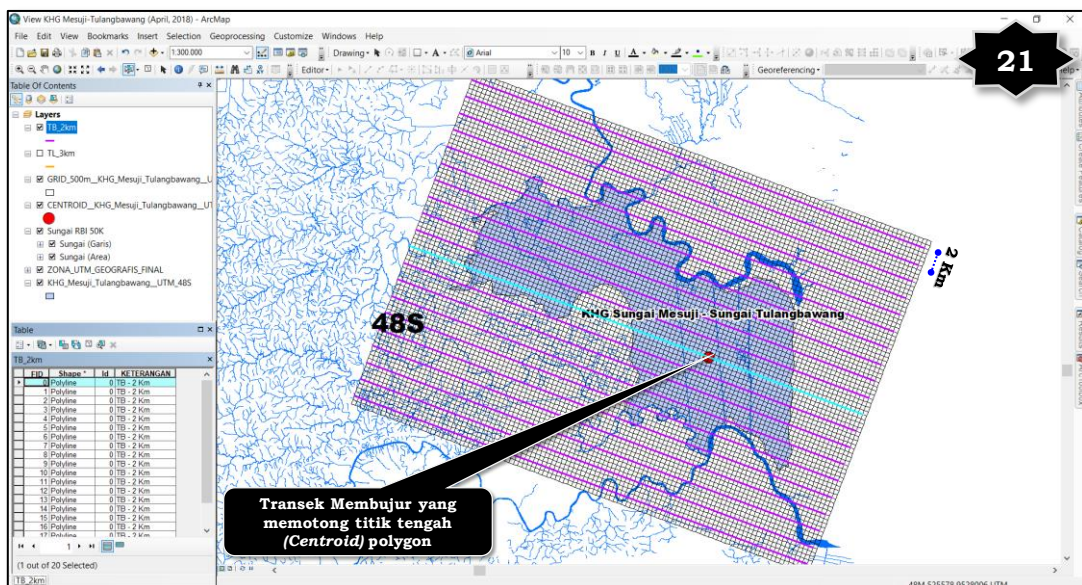 View KHG Mesuji-Tulangbawang (April, 2018) - ArcMap
File Edit View Bookmarks Insert Selection Geoprocessing Customize Windows Help
21
1:300.000
Drawing
Arial
10
B I U A
Editor
Georeferencing
Table Of Contents
Layers
TB_2km
TL_3km
GRID_500m__KHG_Mesuji_Tulangbawang__U
CENTROID__KHG_Mesuji_Tulangbawang__UT
Sungai RBI 50K
Sungai (Garis)
Sungai (Area)
ZONA_UTM_GEOGRAFIS_FINAL
KHG_Mesuji_Tulangbawang__UTM_48S
2 Km
48S
KHG Sungai Mesuji - Sungai Tulangbawang
Table
TB_2km
FID Shape * Id KETERANGAN
0 Polyline 0 TB - 2 Km
1 Polyline 0 TB - 2 Km
2 Polyline 0 TB - 2 Km
3 Polyline 0 TB - 2 Km
4 Polyline 0 TB - 2 Km
5 Polyline 0 TB - 2 Km
6 Polyline 0 TB - 2 Km
7 Polyline 0 TB - 2 Km
8 Polyline 0 TB - 2 Km
9 Polyline 0 TB - 2 Km
10 Polyline 0 TB - 2 Km
11 Polyline 0 TB - 2 Km
12 Polyline 0 TB - 2 Km
13 Polyline 0 TB - 2 Km
14 Polyline 0 TB - 2 Km
15 Polyline 0 TB - 2 Km
16 Polyline 0 TB - 2 Km
17 Polyline 0 TB - 2 Km
1
(1 out of 20 Selected)
TB_2km
Transek Membujur yang
memotong titik tengah
(Centroid) polygon